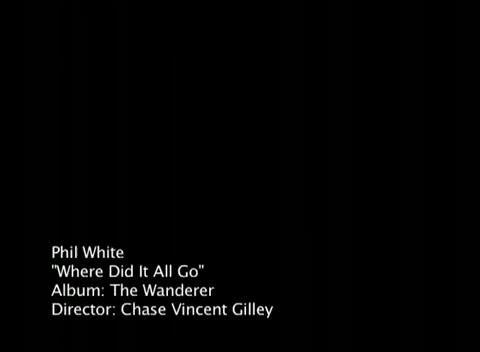 Phil White
"Where Did It All Go"
Album: The Wanderer
Director: Chase Vincent Gilley